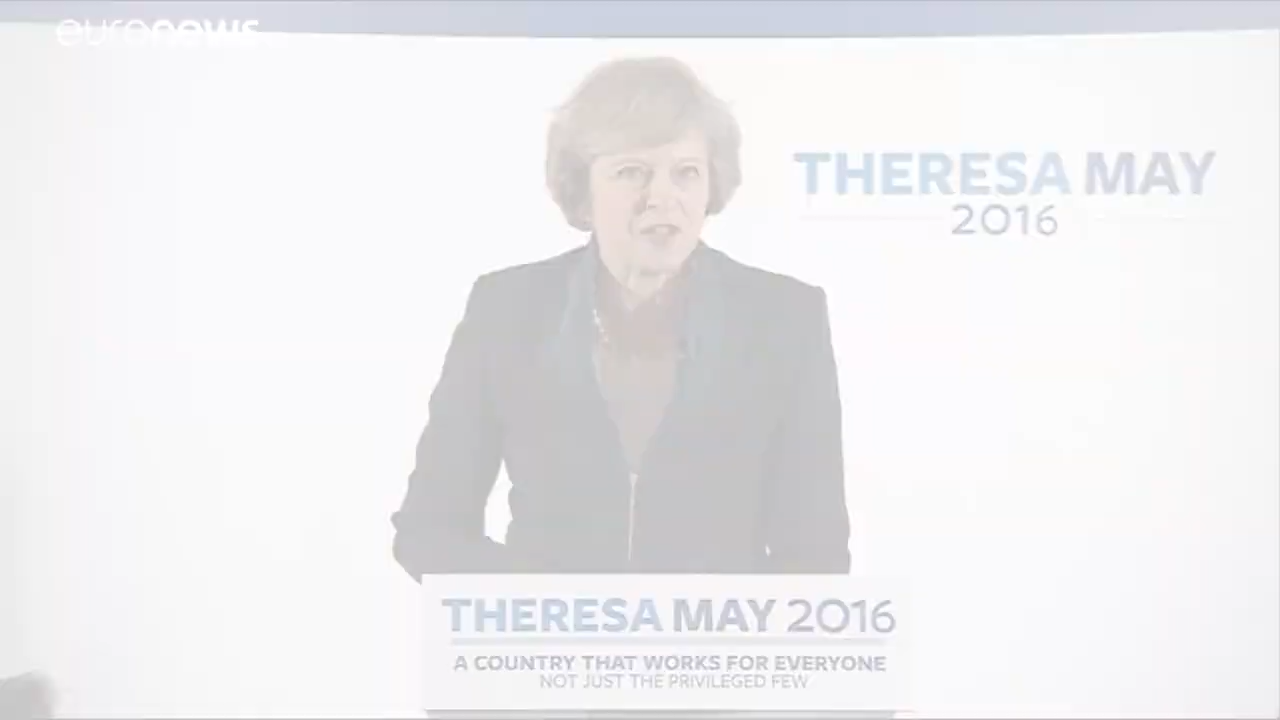 euronews
THERESA MAY
2016
THERESA MAY 2016
A COUNTRY THAT WORKS FOR EVERYONE
NOT JUST THE PRIVILEGED FEW